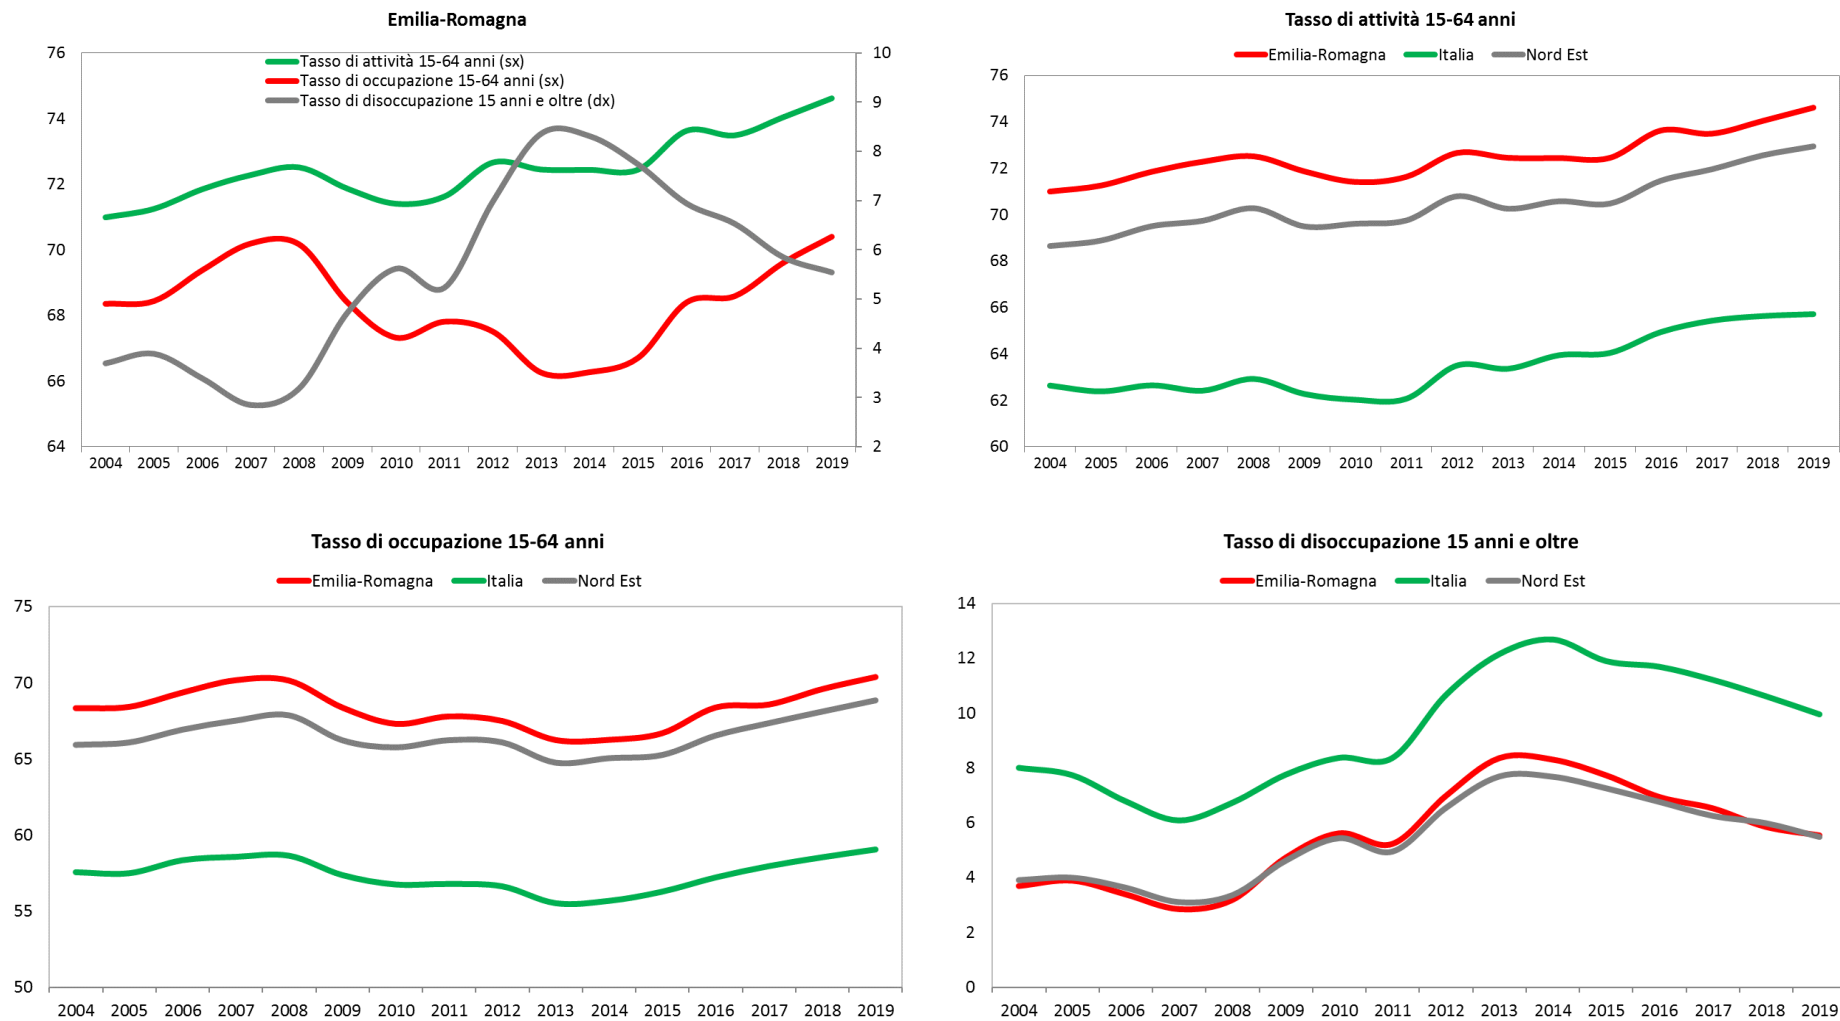 Emilia-Romagna
Tasso di attività 15-64 anni (sx)
Tasso di occupazione 15-64 anni (sx)
Tasso di disoccupazione 15 anni e oltre (dx)
76
74
72
70
68
66
64
10
9
8
7
6
5
4
3
2
2004 2005 2006 2007 2008 2009 2010 2011 2012 2013 2014 2015 2016 2017 2018 2019
Tasso di attività 15-64 anni
Emilia-Romagna Italia Nord Est
76
74
72
70
68
66
64
62
60
2004 2005 2006 2007 2008 2009 2010 2011 2012 2013 2014 2015 2016 2017 2018 2019
Tasso di occupazione 15-64 anni
Emilia-Romagna Italia Nord Est
75
70
65
60
55
50
2004 2005 2006 2007 2008 2009 2010 2011 2012 2013 2014 2015 2016 2017 2018 2019
Tasso di disoccupazione 15 anni e oltre
Emilia-Romagna Italia Nord Est
14
12
10
8
6
4
2
0
2004 2005 2006 2007 2008 2009 2010 2011 2012 2013 2014 2015 2016 2017 2018 2019